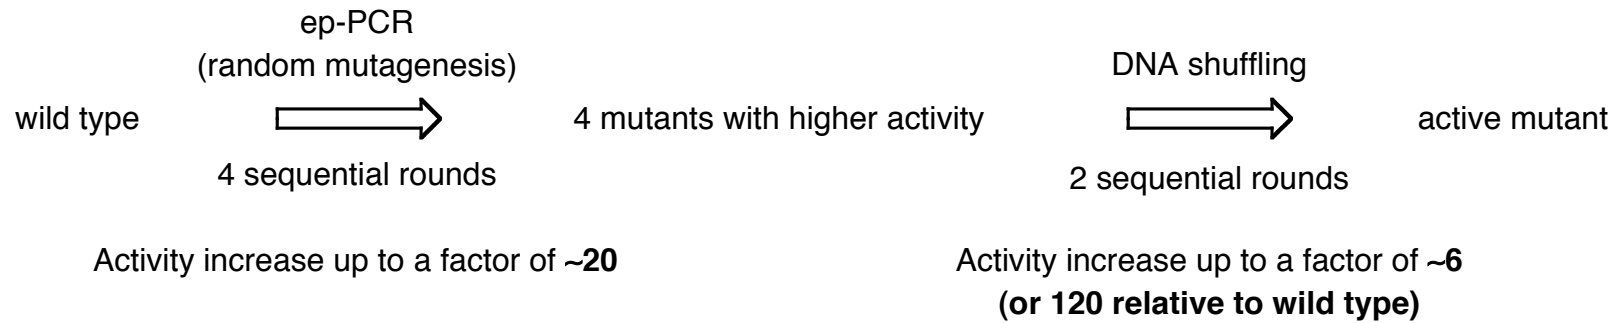 ep-PCR
(random mutagenesis)
wild type
4 sequential rounds
4 mutants with higher activity
DNA shuffling
2 sequential rounds
active mutant
Activity increase up to a factor of ~20
Activity increase up to a factor of ~6
(or 120 relative to wild type)